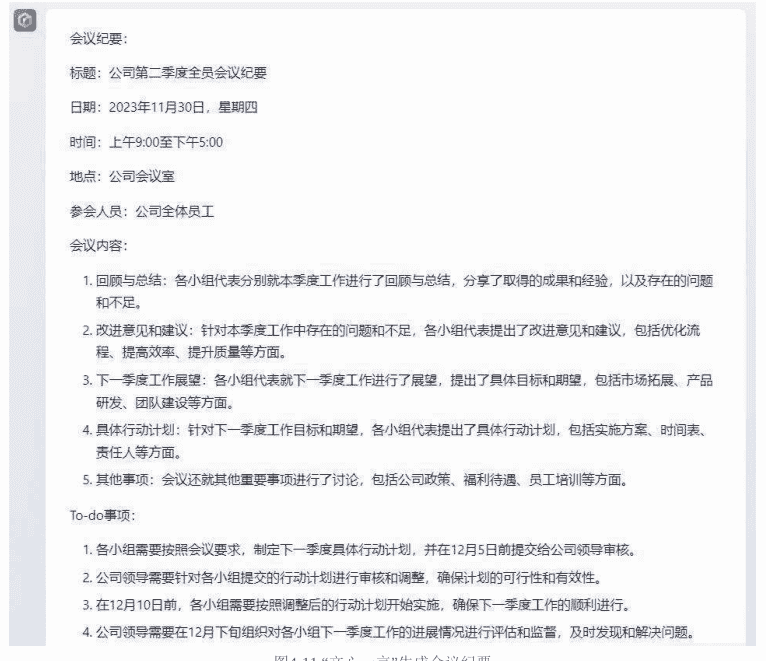 会议纪要：
标题：公司第二季度全员会议纪要
日期：2023年11月30日，星期四
时间：上午9:00至下午5:00
地点：公司会议室
参会人员：公司全体员工
会议内容：
1. 回顾与总结：各小组代表分别就本季度工作进行了回顾与总结，分享了取得的成果和经验，以及存在的问题
和不足。
2. 改进意见和建议：针对本季度工作中存在的问题和不足，各小组代表提出了改进意见和建议，包括优化流
程、提高效率、提升质量等方面。
3. 下一季度工作展望：各小组代表就下一季度工作进行了展望，提出了具体目标和期望，包括市场拓展、产品
研发、团队建设等方面。
4. 具体行动计划：针对下一季度工作目标和期望，各小组代表提出了具体行动计划，包括实施方案、时间表、
责任人等方面。
5. 其他事项：会议还就其他重要事项进行了讨论，包括公司政策、福利待遇、员工培训等方面。
To-do事项：
1. 各小组需要按照会议要求，制定下一季度具体行动计划，并在12月5日前提交给公司领导审核。
2. 公司领导需要针对各小组提交的行动计划进行审核和调整，确保计划的可行性和有效性。
3. 在12月10日前，各小组需要按照调整后的行动计划开始实施，确保下一季度工作的顺利进行。
4. 公司领导需要在12月下旬组织对各小组下一季度工作的进展情况进行评估和监督，及时发现和解决问题。
图4-11 “文心一言”生成会议纪要